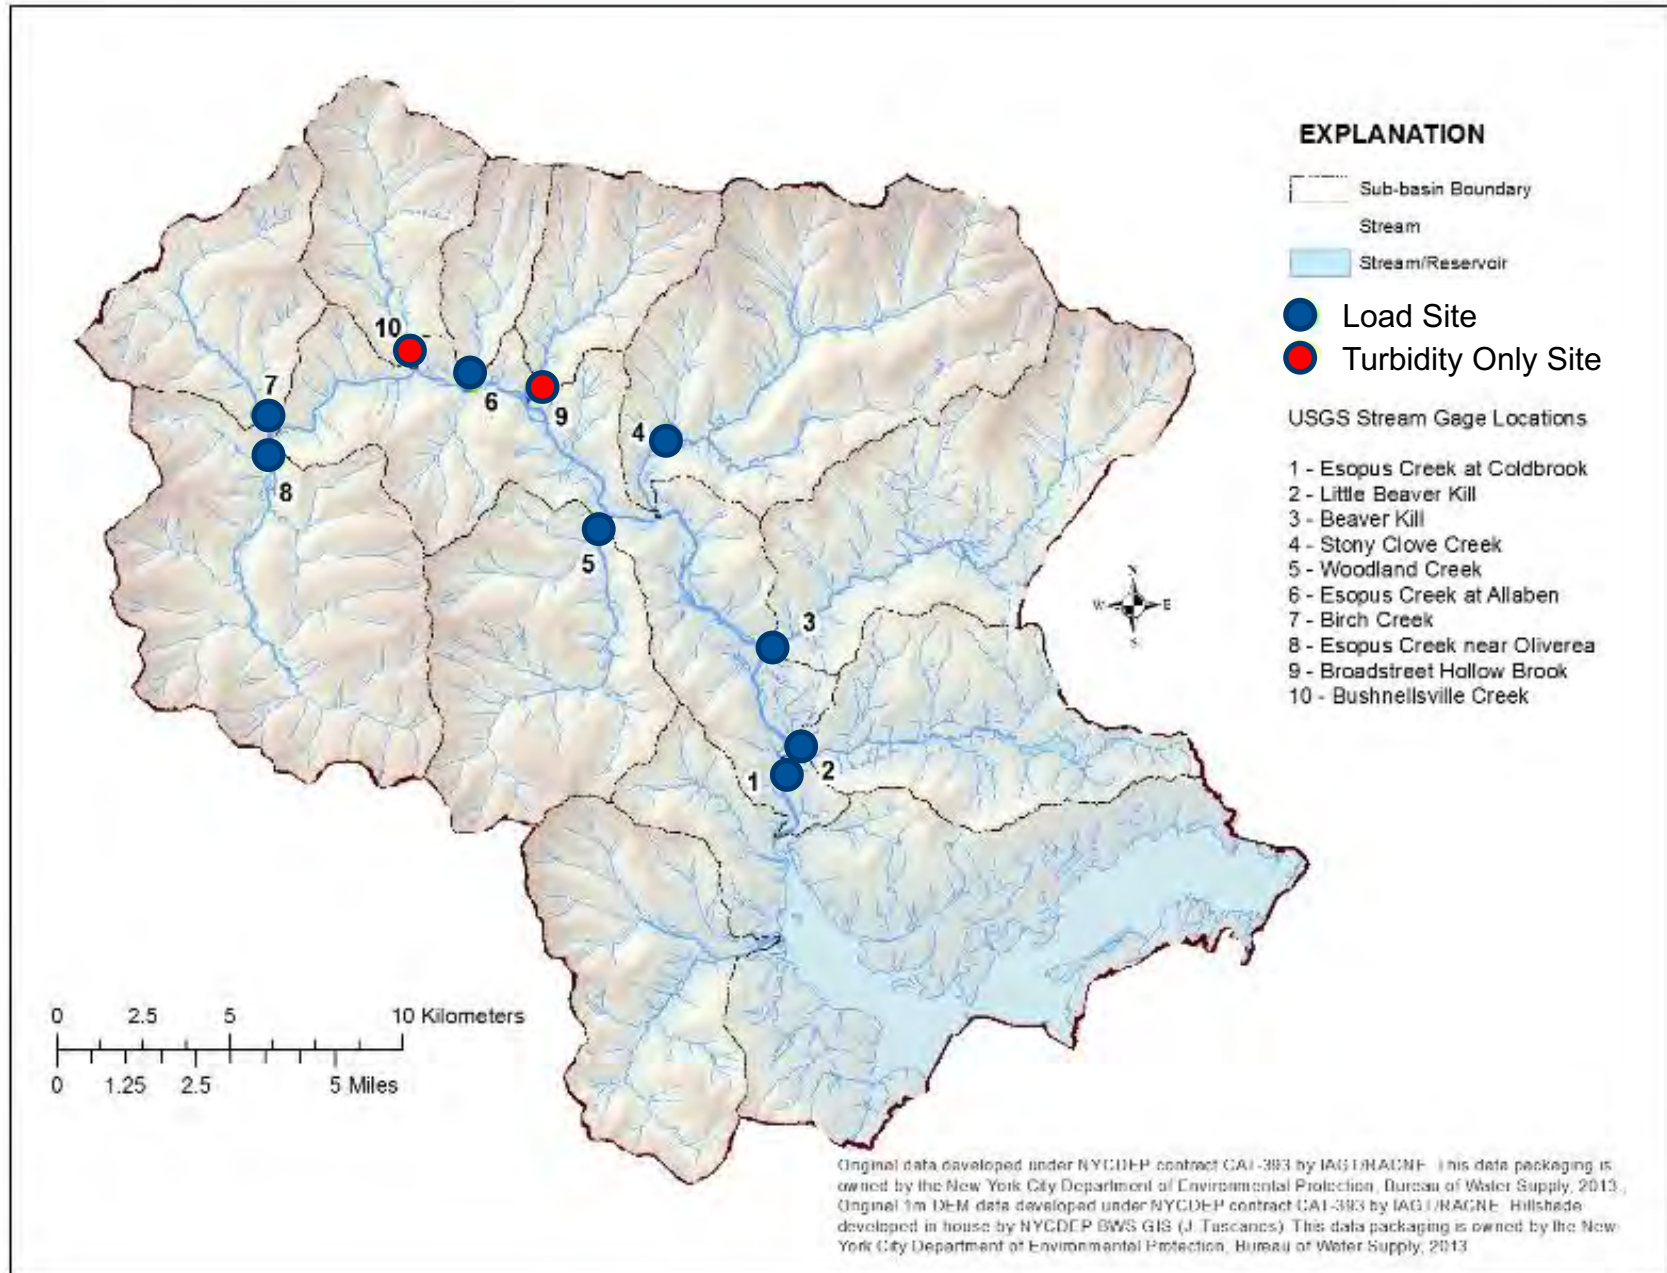 EXPLANATION
Sub-basin Boundary
Stream
Stream/Reservoir
Load Site
Turbidity Only Site
USGS Stream Gage Locations
1 - Esopus Creek at Coldbrook
2 - Little Beaver Kill
3 - Beaver Kill
4 - Stony Clove Creek
5 - Woodland Creek
6 - Esopus Creek at Allaben
7 - Birch Creek
8 - Esopus Creek near Oliverea
9 - Broadstreet Hollow Brook
10 - Bushnellsville Creek
10
7
6
9
4
8
5
3
1
2
N
W
E
S
0 2.5 5 10 Kilometers
0 1.25 2.5 5 Miles
Original data developed under NYCDEP contract CAT-393 by IAGT/RACNE. This data packaging is
owned by the New York City Department of Environmental Protection, Bureau of Water Supply, 2013.
Original 1m DEM data developed under NYCDEP contract CAT-393 by IAGT/RACNE. Hillshade
developed in house by NYCDEP BWS GIS (J. ). This data packaging is owned by the New
York City Department of Environmental Protection, Bureau of Water Supply, 2013